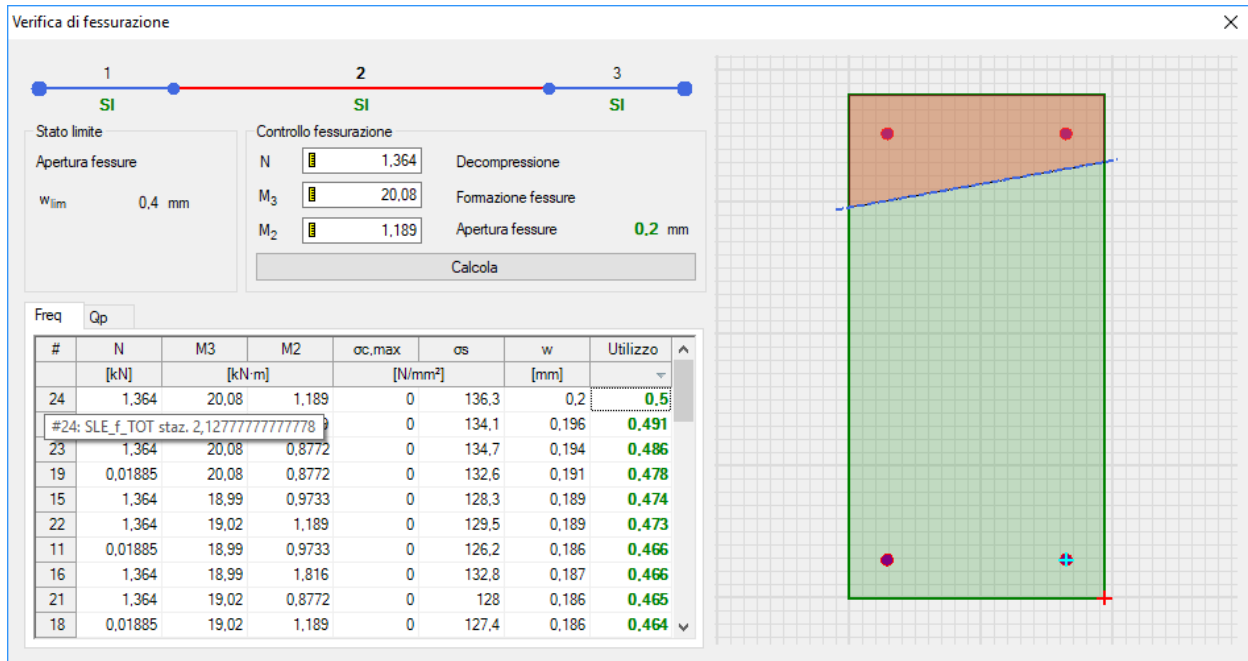 Verifica di fessurazione
1 2 3
SI SI SI
Stato limite
Apertura fessure
wlim 0,4 mm
Controllo fessurazione
N 1,364 Decompressione
M3 20,08 Formazione fessure
M2 1,189 Apertura fessure 0,2 mm
Calcola
Freq Qp
# N M3 M2 σc,max σs w Utilizzo
[kN] [kN·m] [N/mm²] [mm]
24 1,364 20,08 1,189 0 136,3 0,2 0,5
#24: SLE_f_TOT staz. 2,12777777777778 9 0 134,1 0,196 0,491
23 1,364 20,08 0,8772 0 134,7 0,194 0,486
19 0,01885 20,08 0,8772 0 132,6 0,191 0,478
15 1,364 18,99 0,9733 0 128,3 0,189 0,474
22 1,364 19,02 1,189 0 129,5 0,189 0,473
11 0,01885 18,99 0,9733 0 126,2 0,186 0,466
16 1,364 18,99 1,816 0 132,8 0,187 0,466
21 1,364 19,02 0,8772 0 128 0,186 0,465
18 0,01885 19,02 1,189 0 127,4 0,186 0,464